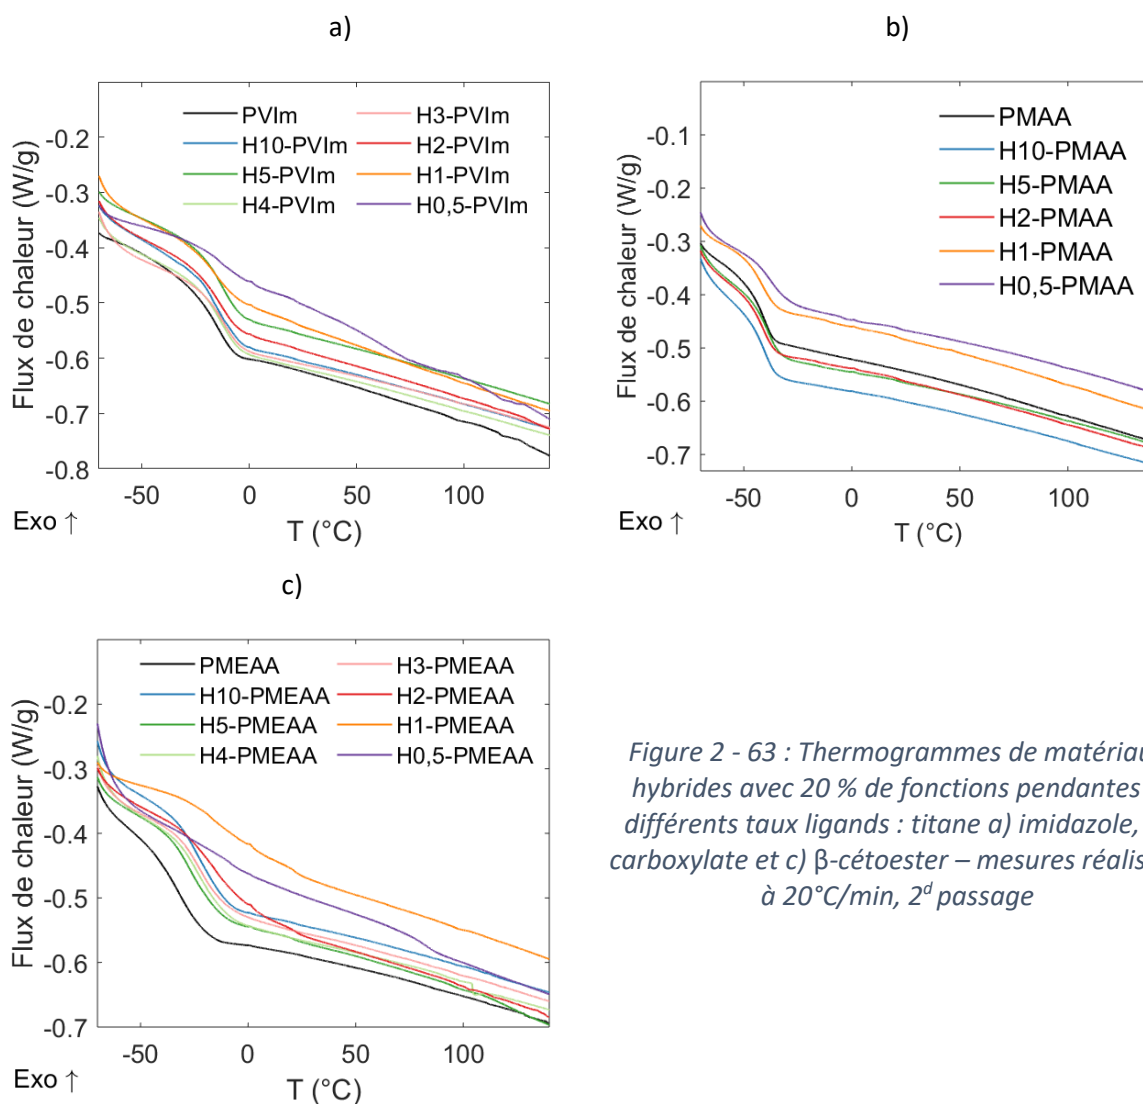 a)
-0.2
-0.3
-0.4
-0.5
-0.6
-0.7
-0.8
Flux de chaleur (W/g)
PVIm
H10-PVIm
H5-PVIm
H4-PVIm
H3-PVIm
H2-PVIm
H1-PVIm
H0,5-PVIm
-50
0
50
100
Exo ↑
T (°C)
b)
-0.1
-0.2
-0.3
-0.4
-0.5
-0.6
-0.7
Flux de chaleur (W/g)
PMAA
H10-PMAA
H5-PMAA
H2-PMAA
H1-PMAA
H0,5-PMAA
-50
0
50
100
Exo ↑
T (°C)
c)
-0.2
-0.3
-0.4
-0.5
-0.6
-0.7
Flux de chaleur (W/g)
PMEAA
H10-PMEAA
H5-PMEAA
H4-PMEAA
H3-PMEAA
H2-PMEAA
H1-PMEAA
H0,5-PMEAA
-50
0
50
100
Exo ↑
T (°C)
Figure 2 - 63 : Thermogrammes de matériau
hybrides avec 20 % de fonctions pendantes
différents taux ligands : titane a) imidazole,
carboxylate et c) β-cétoester – mesures réalis
à 20°C/min, 2d passage